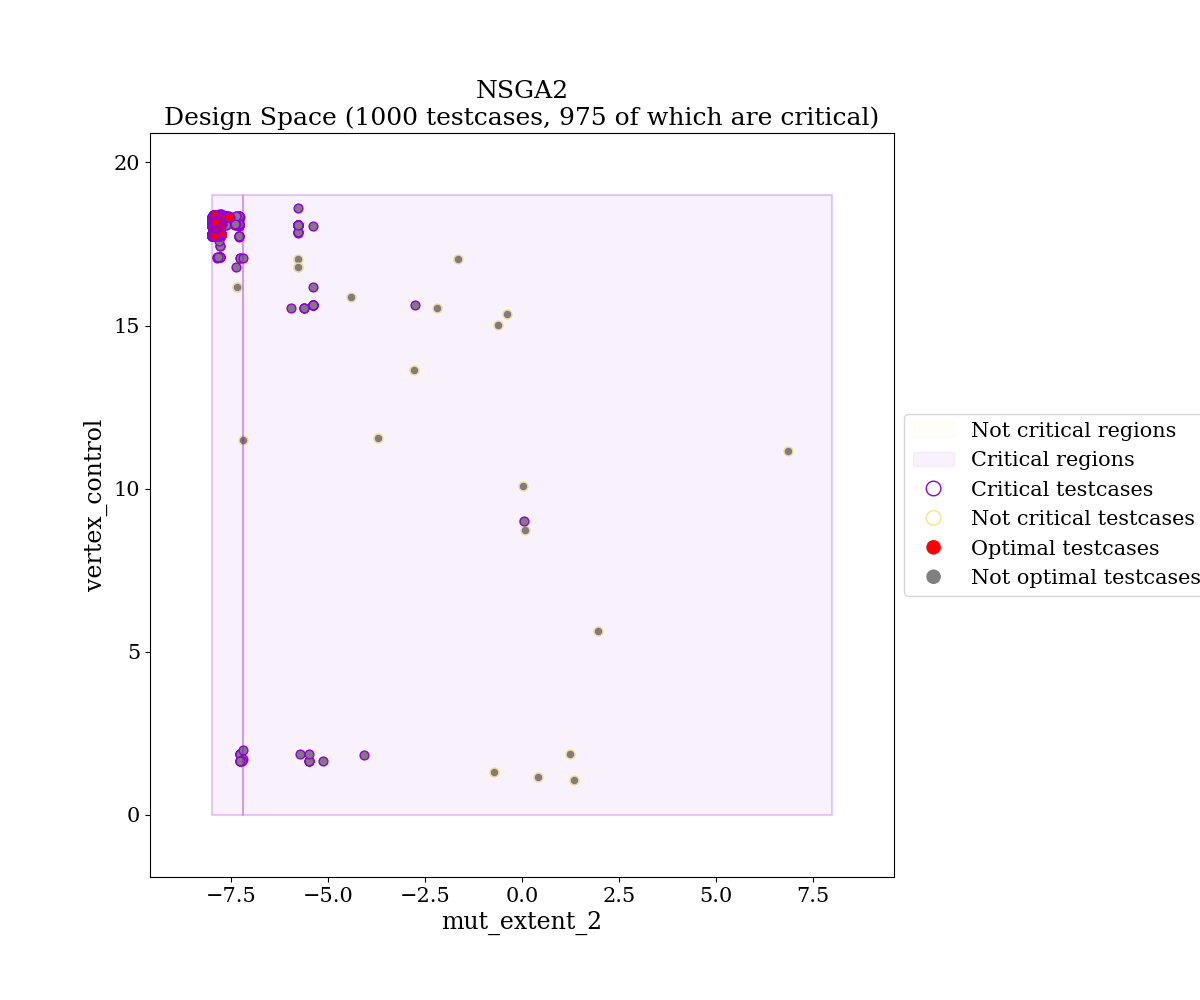 NSGA2
Design Space (1000 testcases, 975 of which are critical)
20
15
10
5
0
vertex_control
−7.5
−5.0
−2.5
0.0
2.5
5.0
7.5
mut_extent_2
Not critical regions
Critical regions
Critical testcases
Not critical testcases
Optimal testcases
Not optimal testcases